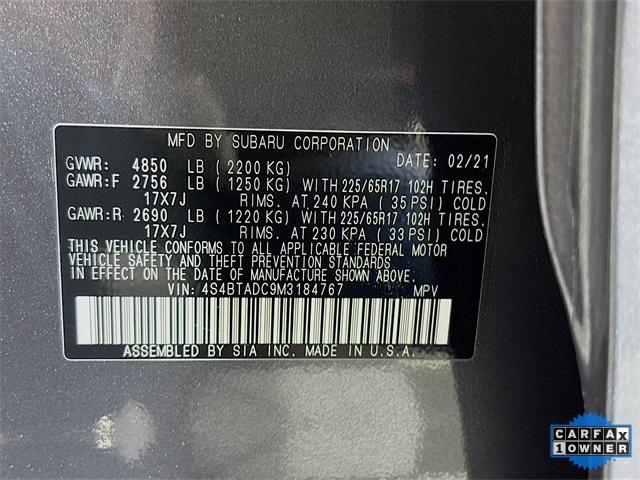 MFD BY SUBARU CORPORATION
GVWR: 4850 LB ( 2200 KG) DATE: 02/21
GAWR:F 2756 LB ( 1250 KG) WITH 225/65R17 102H TIRES.
17X7J RIMS. AT 240 KPA ( 35 PSI) COLD
GAWR:R 2690 LB ( 1220 KG) WITH 225/65R17 102H TIRES.
17X7J RIMS. AT 230 KPA ( 33 PSI) COLD
THIS VEHICLE CONFORMS TO ALL APPLICABLE FEDERAL MOTOR
VEHICLE SAFETY AND THEFT PREVENTION STANDARDS
IN EFFECT ON THE DATE OF MANUFACTURE SHOWN ABOVE.
VIN: 4S4BTADC9M3184767 MPV
ASSEMBLED BY SIA INC. MADE IN U.S.A.
CARFAX
1 OWNER